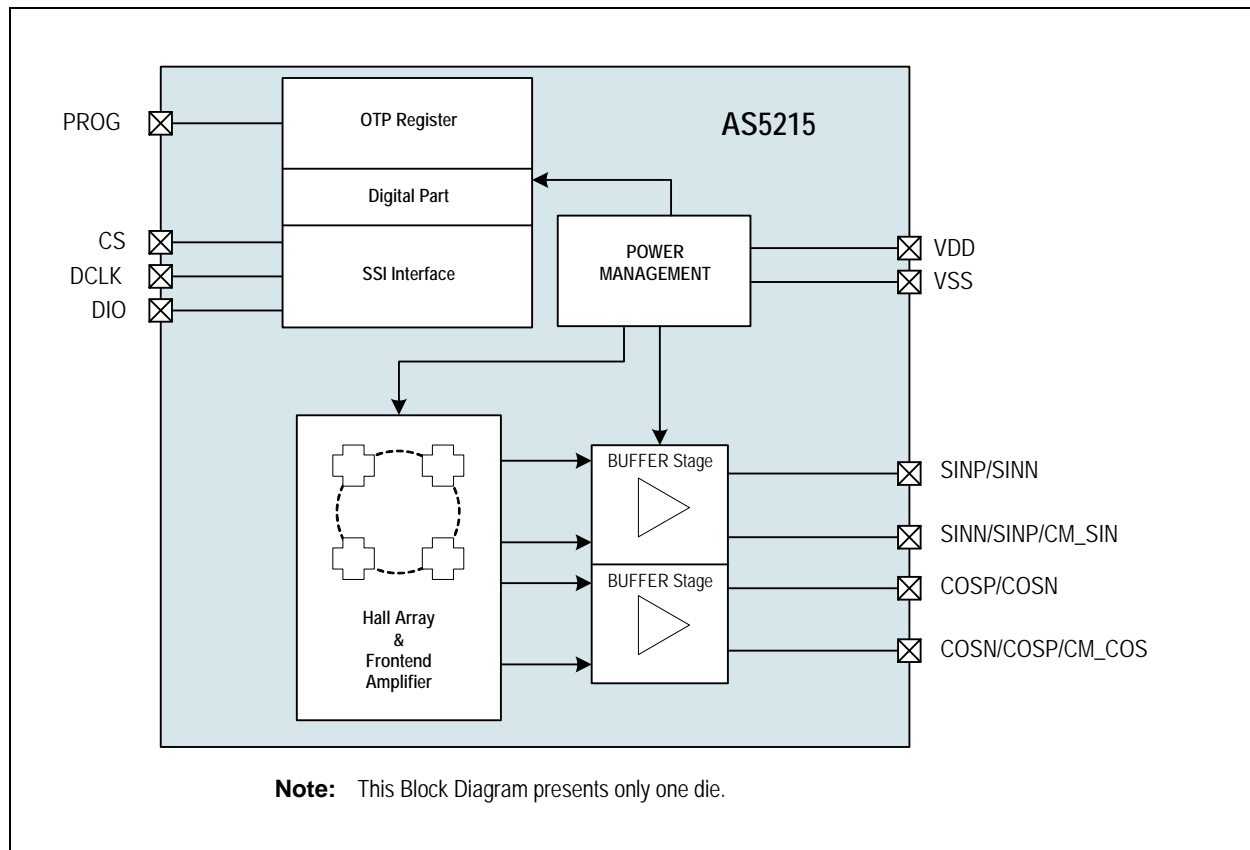 AS5215
PROG
OTP Register
Digital Part
CS
DCLK
DIO
SSI Interface
POWER
MANAGEMENT
VDD
VSS
Hall Array
&
Frontend
Amplifier
BUFFER Stage
BUFFER Stage
SINP/SINN
SINN/SINP/CM_SIN
COSP/COSN
COSN/COSP/CM_COS
Note: This Block Diagram presents only one die.